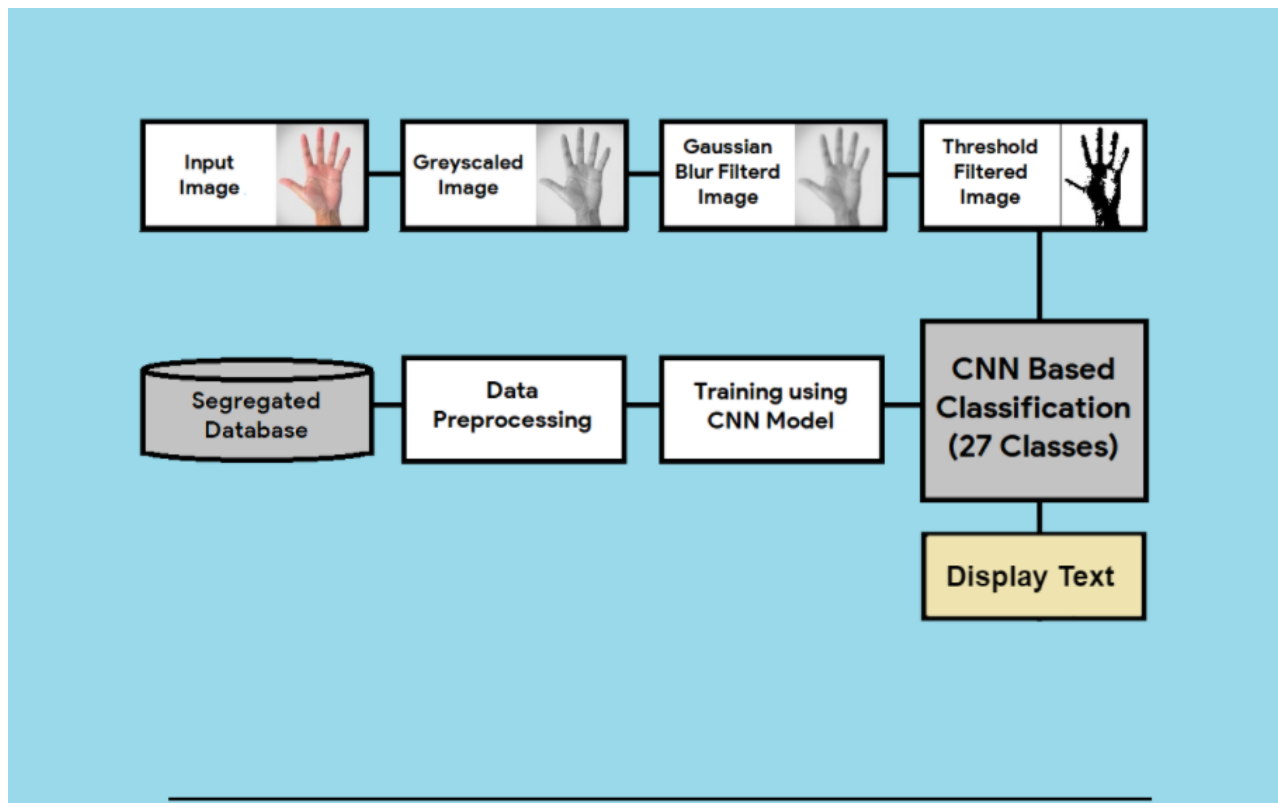 Input
Image
Greyscaled
Image
Gaussian
Blur Filterd
Image
Threshold
Filtered
Image
Segregated
Database
Data
Preprocessing
Training using
CNN Model
CNN Based
Classification
(27 Classes)
Display Text